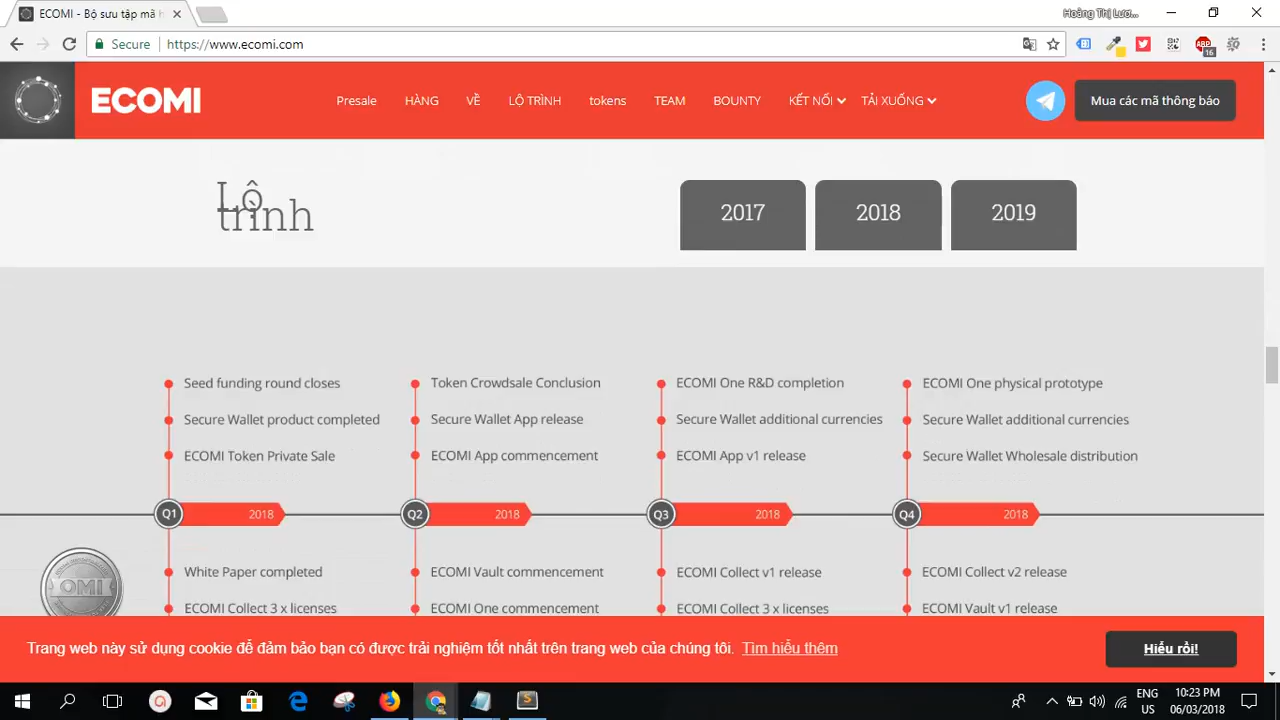 ECOMI - Bộ sưu tập mã h
Hoàng Thị Lươ...
Secure
https://www.ecomi.com
ABP
16
ECOMI
Presale
HÀNG
VỀ
LỘ TRÌNH
tokens
TEAM
BOUNTY
KẾT NỐI
TẢI XUỐNG
Mua các mã thông báo
Lộ
trình
2017
2018
2019
Seed funding round closes
Token Crowdsale Conclusion
ECOMI One R&D completion
ECOMI One physical prototype
Secure Wallet product completed
Secure Wallet App release
Secure Wallet additional currencies
Secure Wallet additional currencies
ECOMI Token Private Sale
ECOMI App commencement
ECOMI App v1 release
Secure Wallet Wholesale distribution
Q1 2018
Q2 2018
Q3 2018
Q4 2018
OMI
White Paper completed
ECOMI Vault commencement
ECOMI Collect v1 release
ECOMI Collect v2 release
ECOMI Collect 3 x licenses
ECOMI One commencement
ECOMI Collect 3 x licenses
ECOMI Vault v1 release
Trang web này sử dụng cookie để đảm bảo bạn có được trải nghiệm tốt nhất trên trang web của chúng tôi. Tìm hiểu thêm
Hiểu rồi!
ENG
US
10:23 PM
06/03/2018